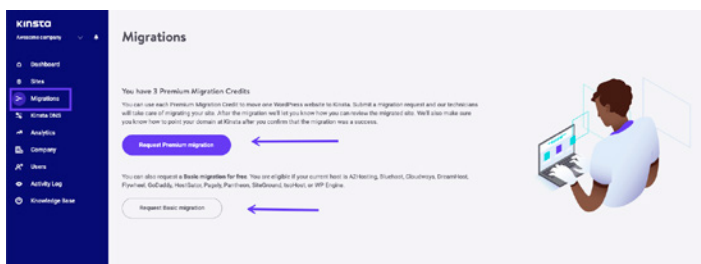 Kinsta
Awesome company
Migrations
Dashboard
Sites
Migrations
Kinsta DNS
Analytics
Company
Users
Activity Log
Knowledge Base
You have 3 Premium Migration Credits
You can use each Premium Migration Credit to move one WordPress website to Kinsta. Submit a migration request and our technicians
will take care of migrating your site. After the migration we'll let you know how you can review the migrated site. We'll also make sure
you know how to point your domain at Kinsta after you confirm that the migration was a success.
Request Premium migration
You can also request a Basic migration for free. You are eligible if your current host is A2Hosting, Bluehost, Cloudways, DreamHost,
Flywheel, GoDaddy, HostGator, Pagely, Pantheon, SiteGround, tsoHost, or WP Engine.
Request Basic migration